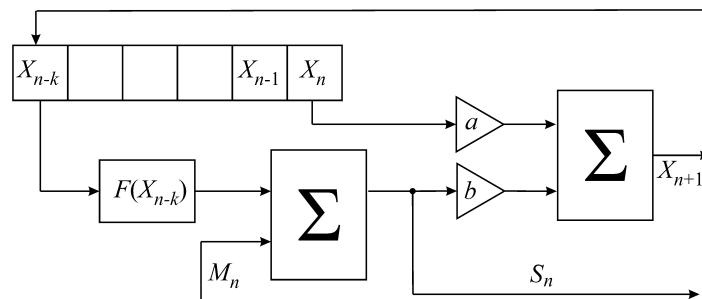 X_{n-k} X_{n-1} X_n
a
Σ
X_{n+1}
F(X_{n-k})
Σ
b
M_n
S_n